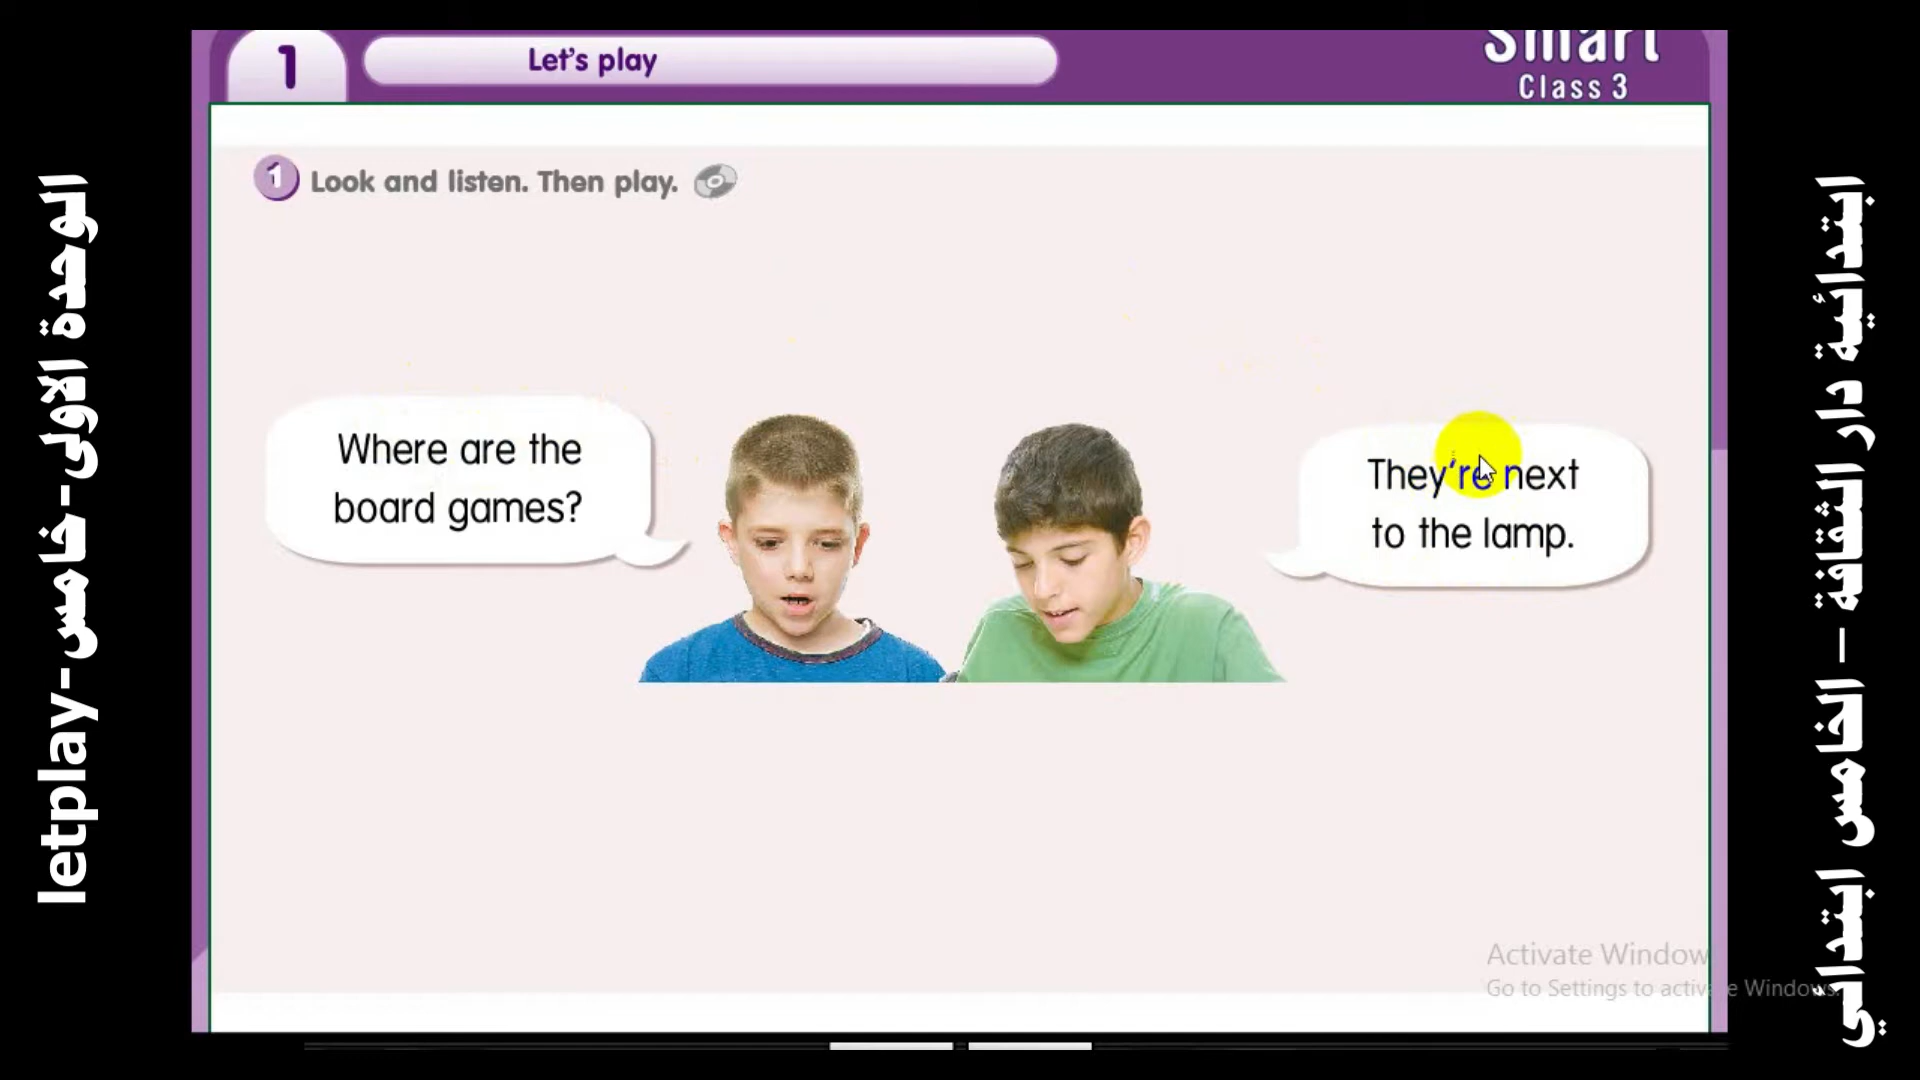 1
Let's play
Smart
Class 3
1 Look and listen. Then play.
Where are the
board games?
They're next
to the lamp.
Activate Window
Go to Settings to activate Windows.
الوحدة الاولى-خامس-letplay
ابتدائية دار الثقافة – الخامس ابتدائي